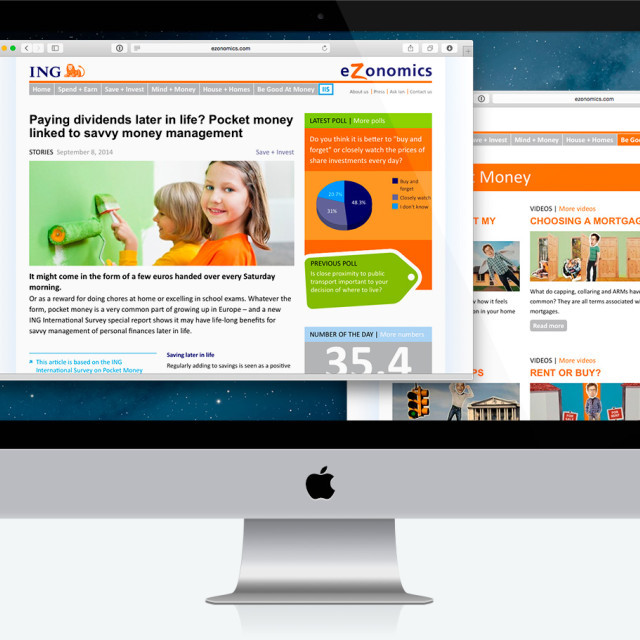 ezonomics.com
ING
eZonomics
Home
Spend + Earn
Save + Invest
Mind + Money
House + Homes
Be Good At Money
IIS
About us | Press | Ask ian | Contact us
Paying dividends later in life? Pocket money
linked to savvy money management
STORIES September 8, 2014
Save + Invest
It might come in the form of a few euros handed over every Saturday
morning.
Or as a reward for doing chores at home or excelling in school exams. Whatever the
form, pocket money is a very common part of growing up in Europe – and a new
ING International Survey special report shows it may have life-long benefits for
savvy management of personal finances later in life.
This article is based on the ING
International Survey on Pocket Money
Saving later in life
Regularly adding to savings is seen as a positive
LATEST POLL | More polls
Do you think it is better to "buy and
forget" or closely watch the prices of
share investments every day?
48.3%
31%
Buy and
forget
Closely watch
I don't know
PREVIOUS POLL
Is close proximity to public
transport important to your
decision of where to live?
NUMBER OF THE DAY | More numbers
35.4
ezonomics.com
ve + Invest
Mind + Money
House + Homes
Be Goo
Money
T MY
y how it feels
on in your home
PS
VIDEOS | More videos
CHOOSING A MORTGAG
What do capping, collaring and ARMs have
common? They are all terms associated w
mortgages.
Read more
VIDEOS | More videos
RENT OR BUY?